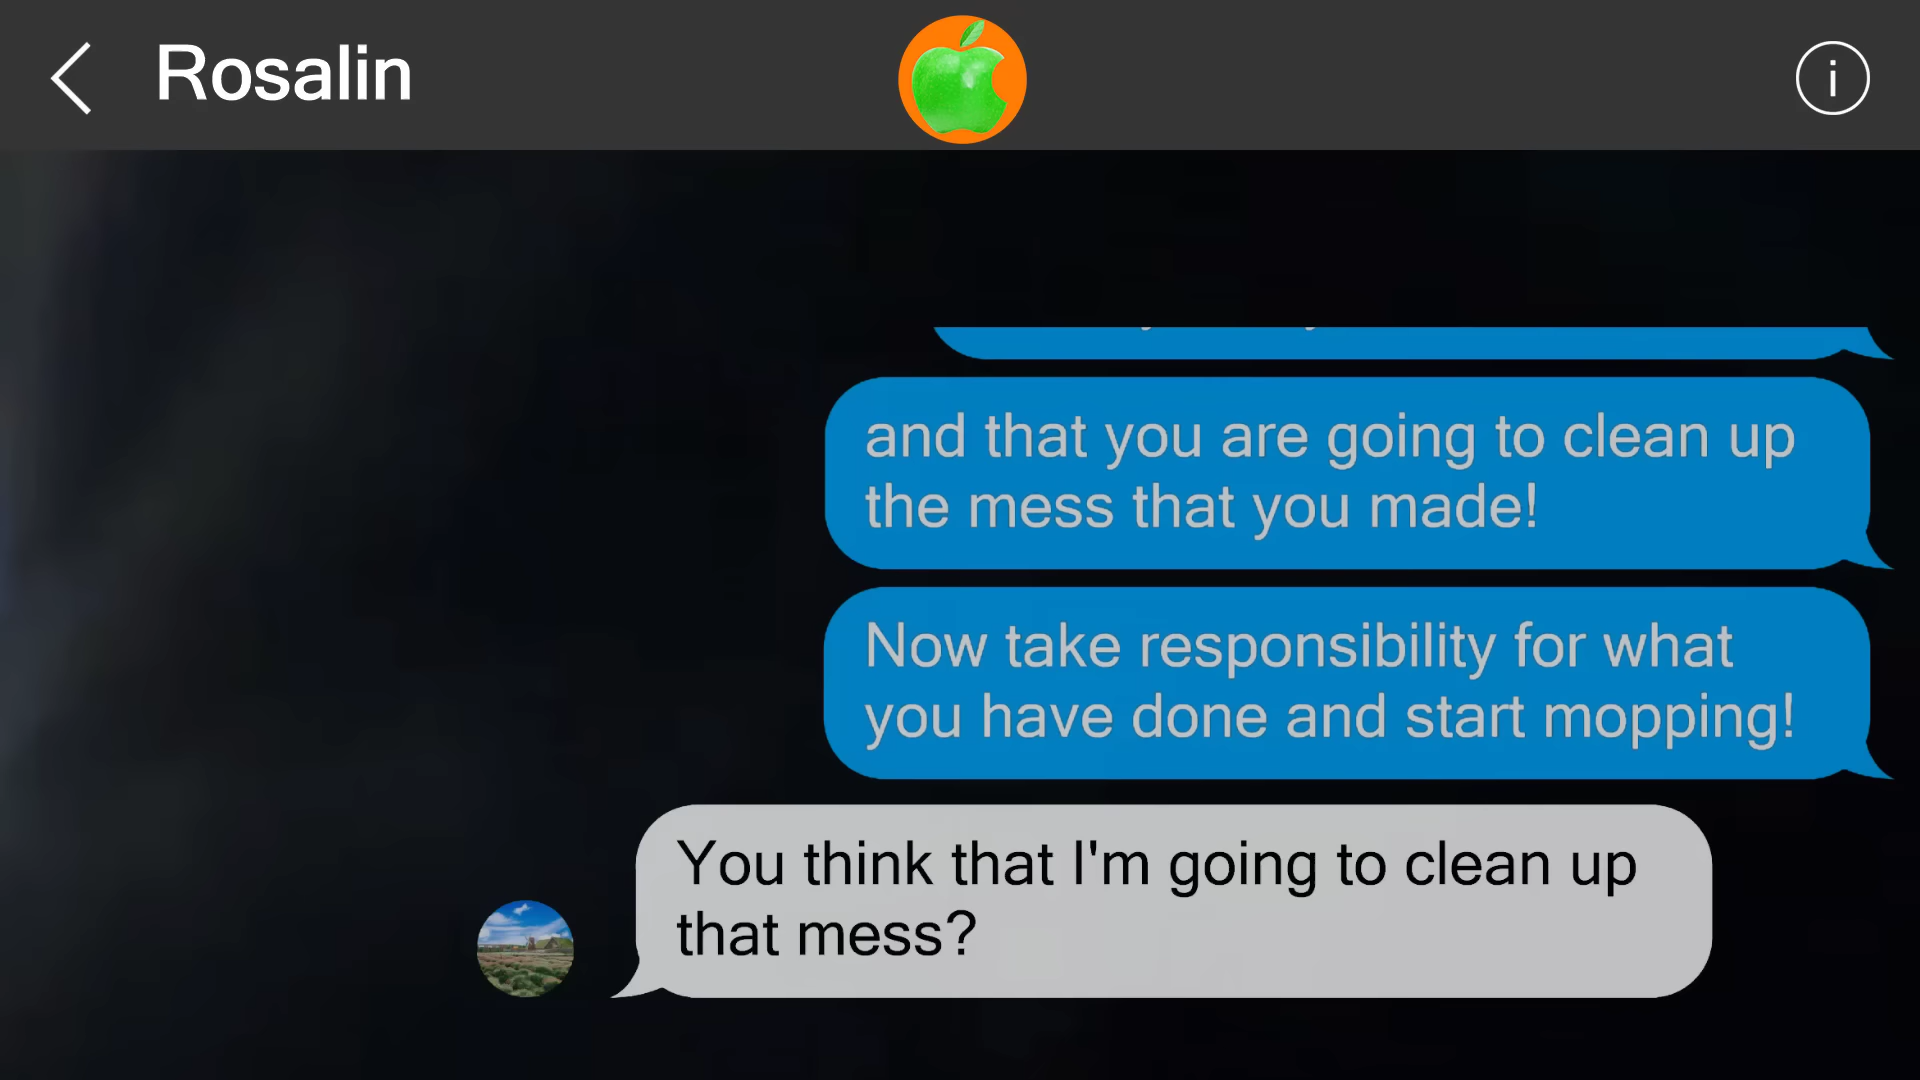 Rosalin
i
and that you are going to clean up
the mess that you made!
Now take responsibility for what
you have done and start mopping!
You think that I'm going to clean up
that mess?